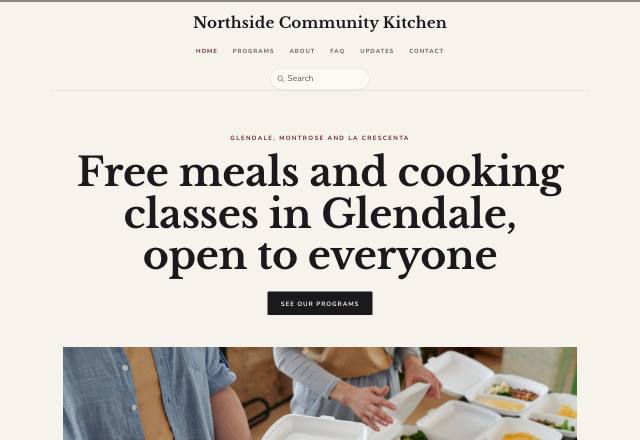 Northside Community Kitchen
HOME PROGRAMS ABOUT FAQ UPDATES CONTACT
Search
GLENDALE, MONTROSE AND LA CRESCENTA
Free meals and cooking
classes in Glendale,
open to everyone
SEE OUR PROGRAMS